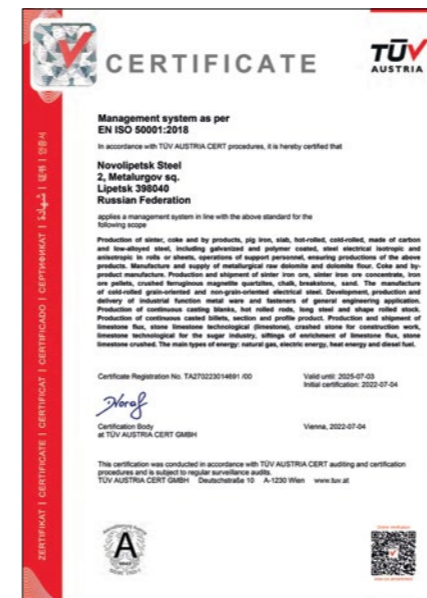 CERTIFICATE
TÜV
AUSTRIA
Management system as per
EN ISO 50001:2018
In accordance with TÜV AUSTRIA CERT procedures, it is hereby certified that
Novolipetsk Steel
2, Metalurgov sq.
Lipetsk 398040
Russian Federation
applies a management system in line with the above standard for the
following scope
Production of sinter, coke and by products, pig iron, slab, hot-rolled, cold-rolled, made of carbon
and low-alloyed steel, including galvanized and polymer coated, steel electrical isotropic and
anisotropic in rolls or sheets, operations of support personnel, ensuring productions of the above
products. Manufacture and supply of metallurgical raw dolomite and dolomite flour. Coke and by-
product manufacture. Production and shipment of sinter iron ore, sinter iron ore concentrate, iron
ore pellets, crushed ferruginous magnetite quartzites, chalk, breakstone, sand. The manufacture
of cold-rolled grain-oriented and non-grain-oriented electrical steel. Development, production and
delivery of industrial function metal ware and fasteners of general engineering application.
Production of continuous casting blanks, hot rolled rods, long steel and shape rolled stock.
Production of continuous casted billets, section and profile product. Production and shipment of
limestone flux, stone limestone technological (limestone), crashed stone for construction work,
limestone technological for the sugar industry, siftings of enrichment of limestone flux, stone
limestone crushed. The main types of energy: natural gas, electric energy, heat energy and diesel fuel.
Certificate Registration No. TA270223014691 /00
Valid until: 2025-07-03
Initial certification: 2022-07-04
Certification Body
at TÜV AUSTRIA CERT GMBH
Vienna, 2022-07-04
This certification was conducted in accordance with TÜV AUSTRIA CERT auditing and certification
procedures and is subject to regular surveillance audits.
TÜV AUSTRIA CERT GMBH Deutschstraße 10 A-1230 Wien www.tuv.at
ZERTIFIKAT | CERTIFICATE | CERTIFICAT | CERTIFICADO | СЕРТИФИКАТ | شهادة | 证书 | 인증서
A